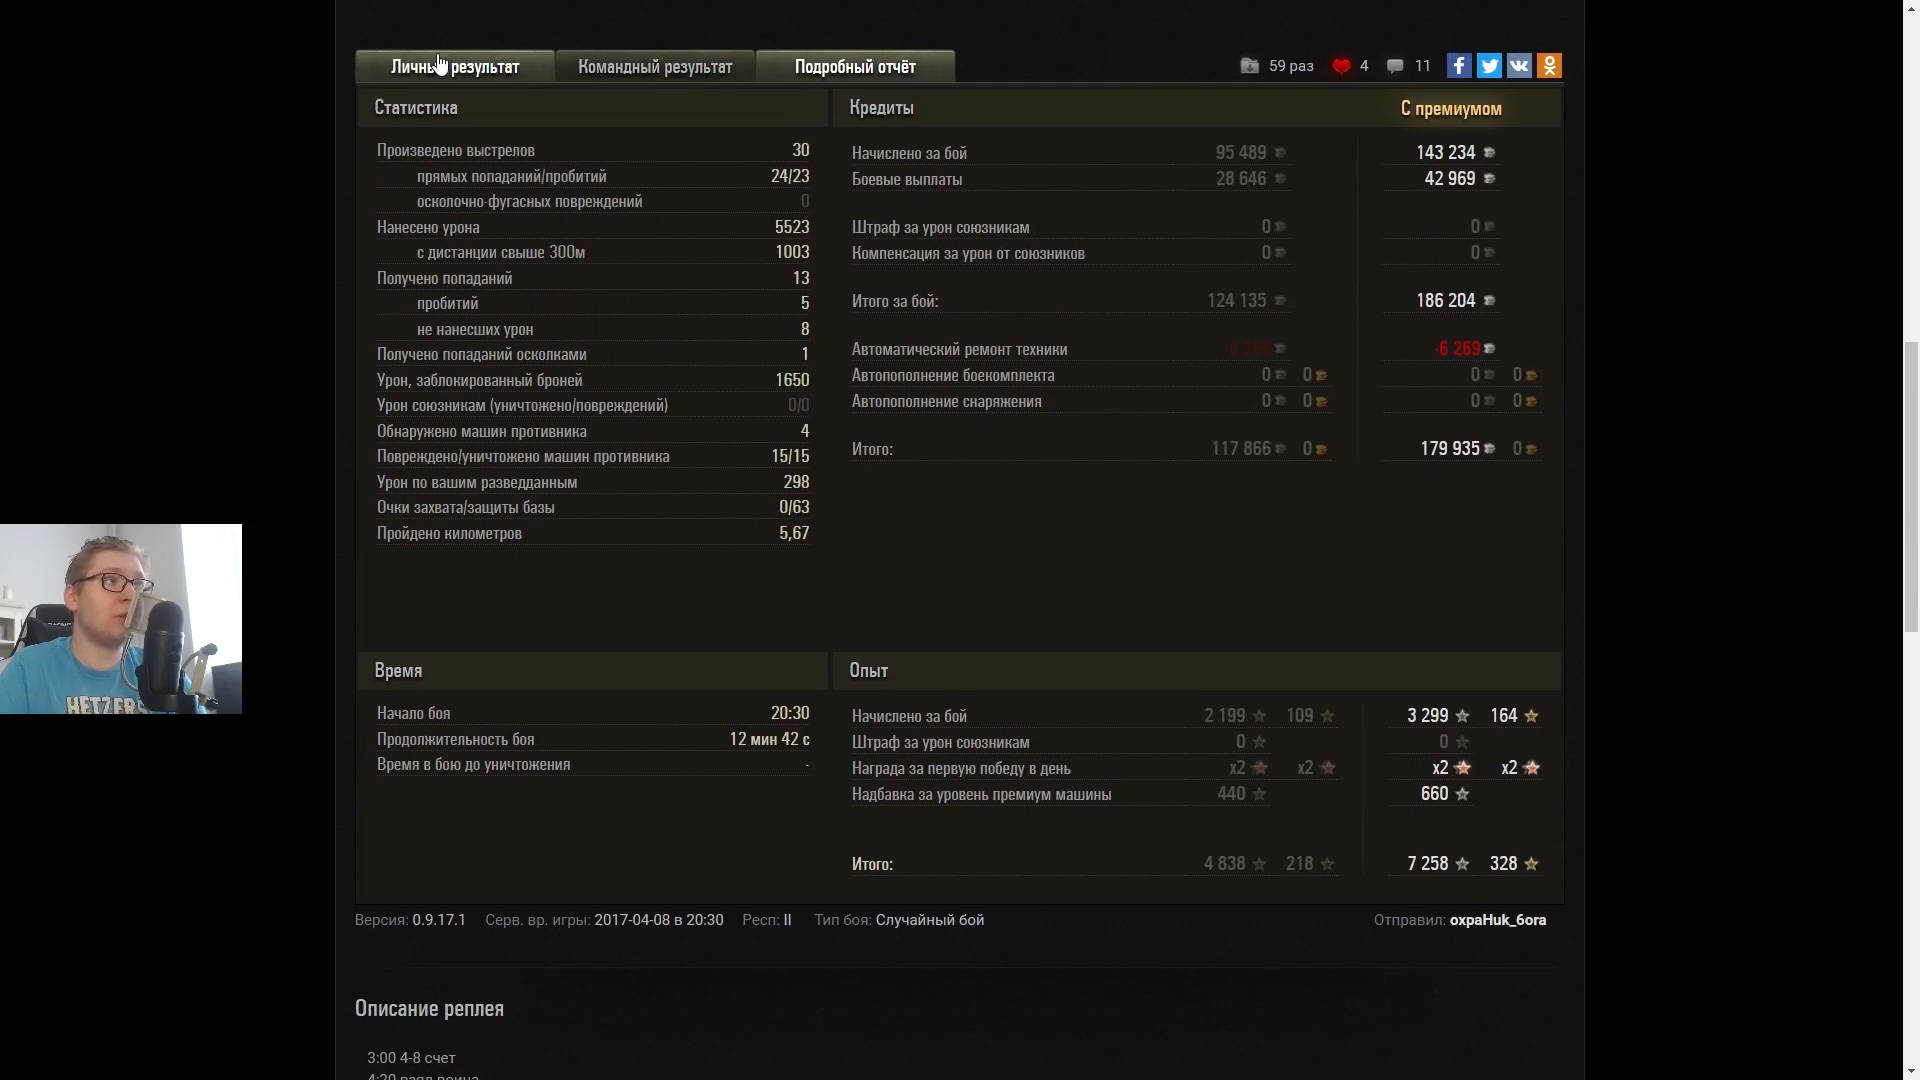 Личный результат
Командный результат
Подробный отчёт
59 раз
4
11
Статистика
Произведено выстрелов 30
прямых попаданий/пробитий 24/23
осколочно-фугасных повреждений 0
Нанесено урона 5523
с дистанции свыше 300м 1003
Получено попаданий 13
пробитий 5
не нанесших урон 8
Получено попаданий осколками 1
Урон, заблокированный броней 1650
Урон союзникам (уничтожено/повреждений) 0/0
Обнаружено машин противника 4
Повреждено/уничтожено машин противника 15/15
Урон по вашим разведданным 298
Очки захвата/защиты базы 0/63
Пройдено километров 5,67
Кредиты С премиумом
Начислено за бой 95 489 143 234
Боевые выплаты 28 646 42 969
Штраф за урон союзникам 0 0
Компенсация за урон от союзников 0 0
Итого за бой: 124 135 186 204
Автоматический ремонт техники -6 269
Автопополнение боекомплекта 0 0 0 0
Автопополнение снаряжения 0 0 0 0
Итого: 117 866 0 179 935 0
Время
Начало боя 20:30
Продолжительность боя 12 мин 42 с
Время в бою до уничтожения -
Опыт
Начислено за бой 2 199 109 3 299 164
Штраф за урон союзникам 0 0
Награда за первую победу в день x2 x2 x2 x2
Надбавка за уровень премиум машины 440 660
Итого: 4 838 218 7 258 328
Версия: 0.9.17.1 Серв. вр. игры: 2017-04-08 в 20:30 Респ: II Тип боя: Случайный бой Отправил: oxpaHuk_6ora
Описание реплея
3:00 4-8 счет
4:20 взял воина
HETZERS